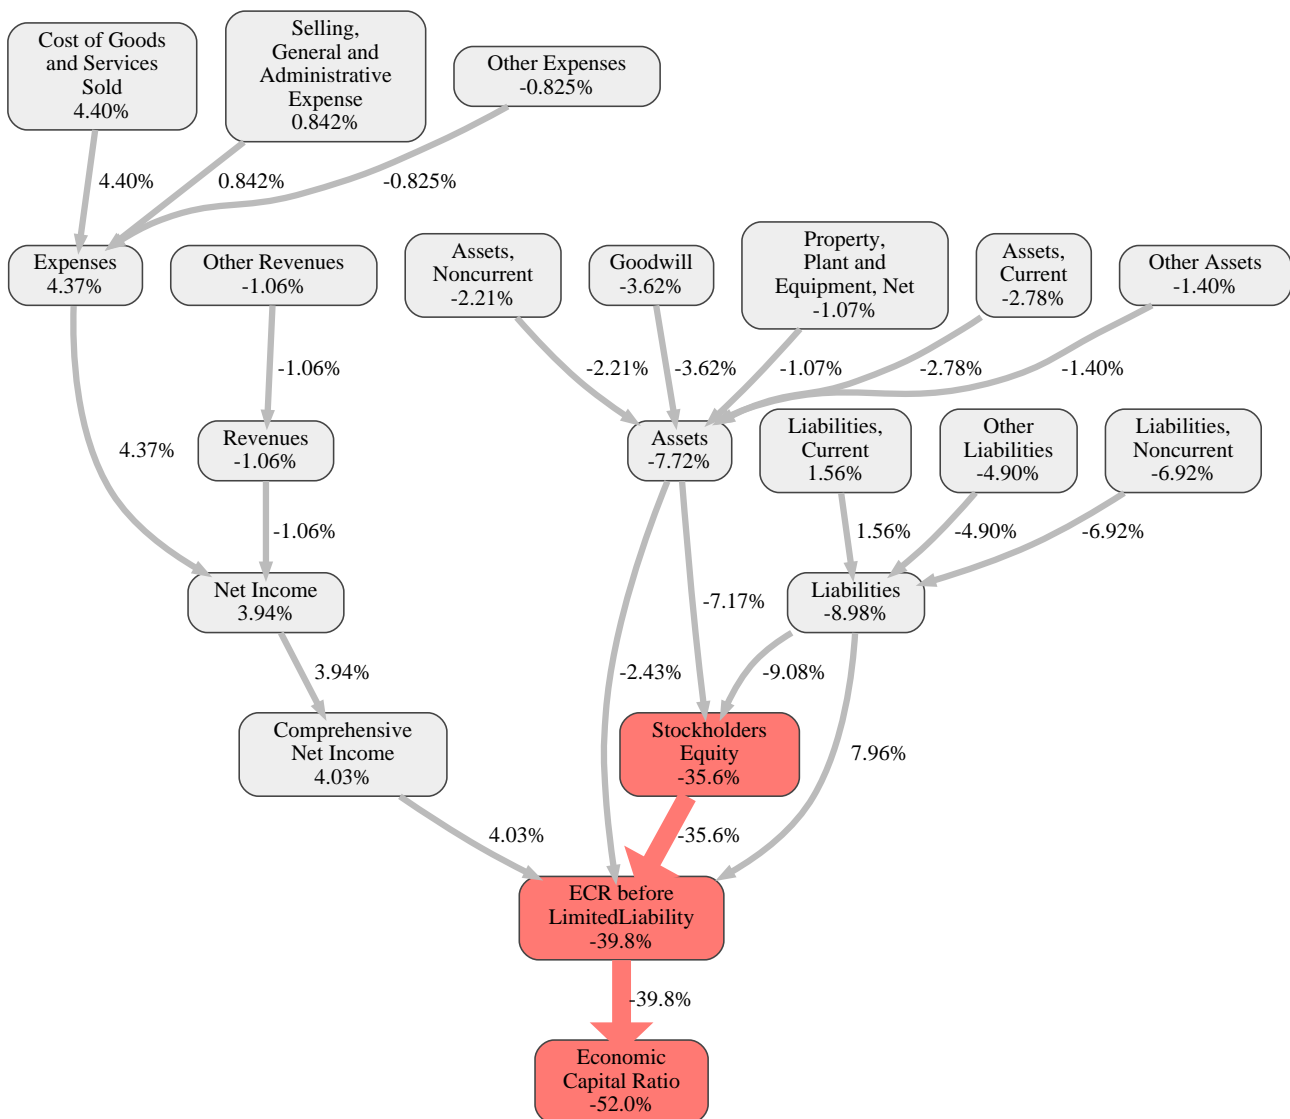 Cost of Goods
and Services
Sold
4.40%
Selling,
General and
Administrative
Expense
0.842%
Other Expenses
-0.825%
4.40%
0.842%
-0.825%
Expenses
4.37%
Other Revenues
-1.06%
Assets,
Noncurrent
-2.21%
Goodwill
-3.62%
Property,
Plant and
Equipment, Net
-1.07%
Assets,
Current
-2.78%
Other Assets
-1.40%
-1.06%
-2.21%
-3.62%
-1.07%
-2.78%
-1.40%
4.37%
Revenues
-1.06%
Assets
-7.72%
Liabilities,
Current
1.56%
Other
Liabilities
-4.90%
Liabilities,
Noncurrent
-6.92%
-1.06%
1.56%
-4.90%
-6.92%
Net Income
3.94%
-7.17%
Liabilities
-8.98%
3.94%
-2.43%
-9.08%
Comprehensive
Net Income
4.03%
Stockholders
Equity
-35.6%
7.96%
4.03%
-35.6%
ECR before
LimitedLiability
-39.8%
-39.8%
Economic
Capital Ratio
-52.0%